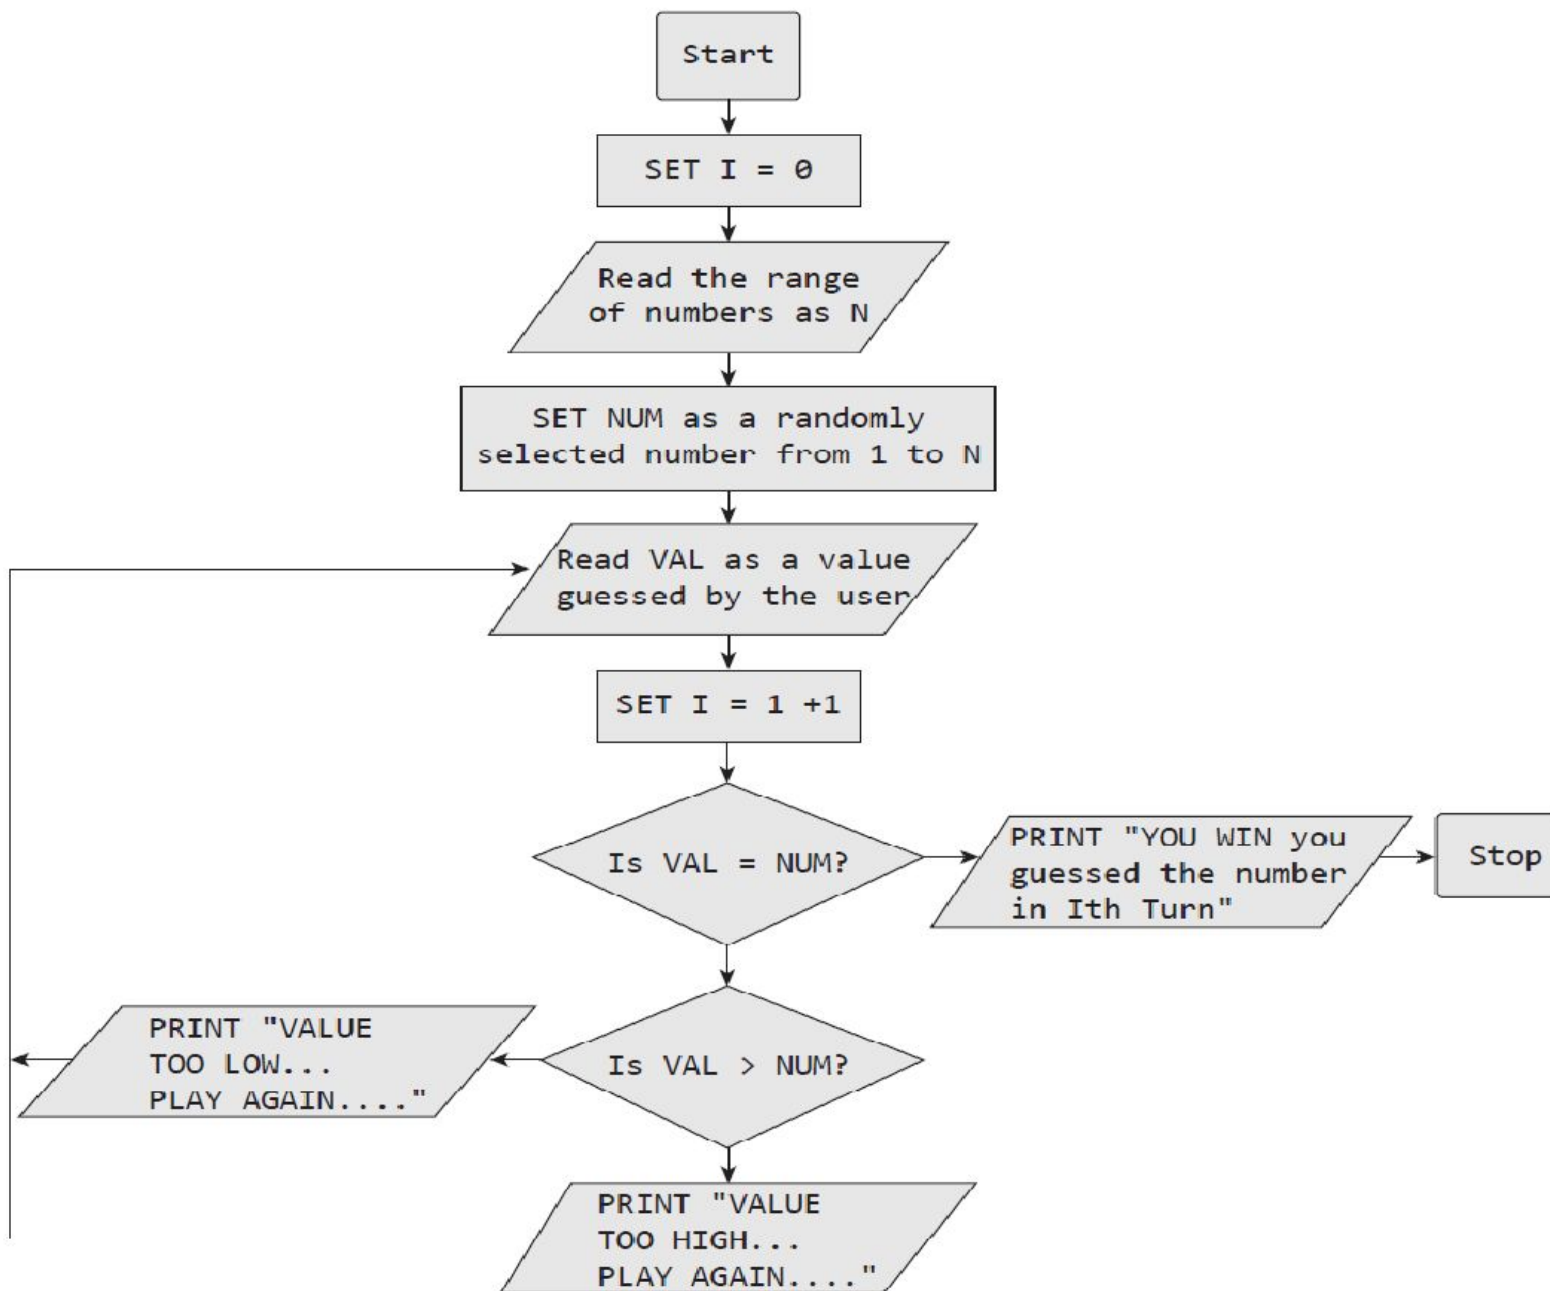 Start
SET I = 0
Read the range
of numbers as N
SET NUM as a randomly
selected number from 1 to N
Read VAL as a value
guessed by the user
SET I = 1 +1
Is VAL = NUM?
PRINT "YOU WIN you
guessed the number
in Ith Turn"
Stop
Is VAL > NUM?
PRINT "VALUE
TOO LOW...
PLAY AGAIN...."
PRINT "VALUE
TOO HIGH...
PLAY AGAIN...."